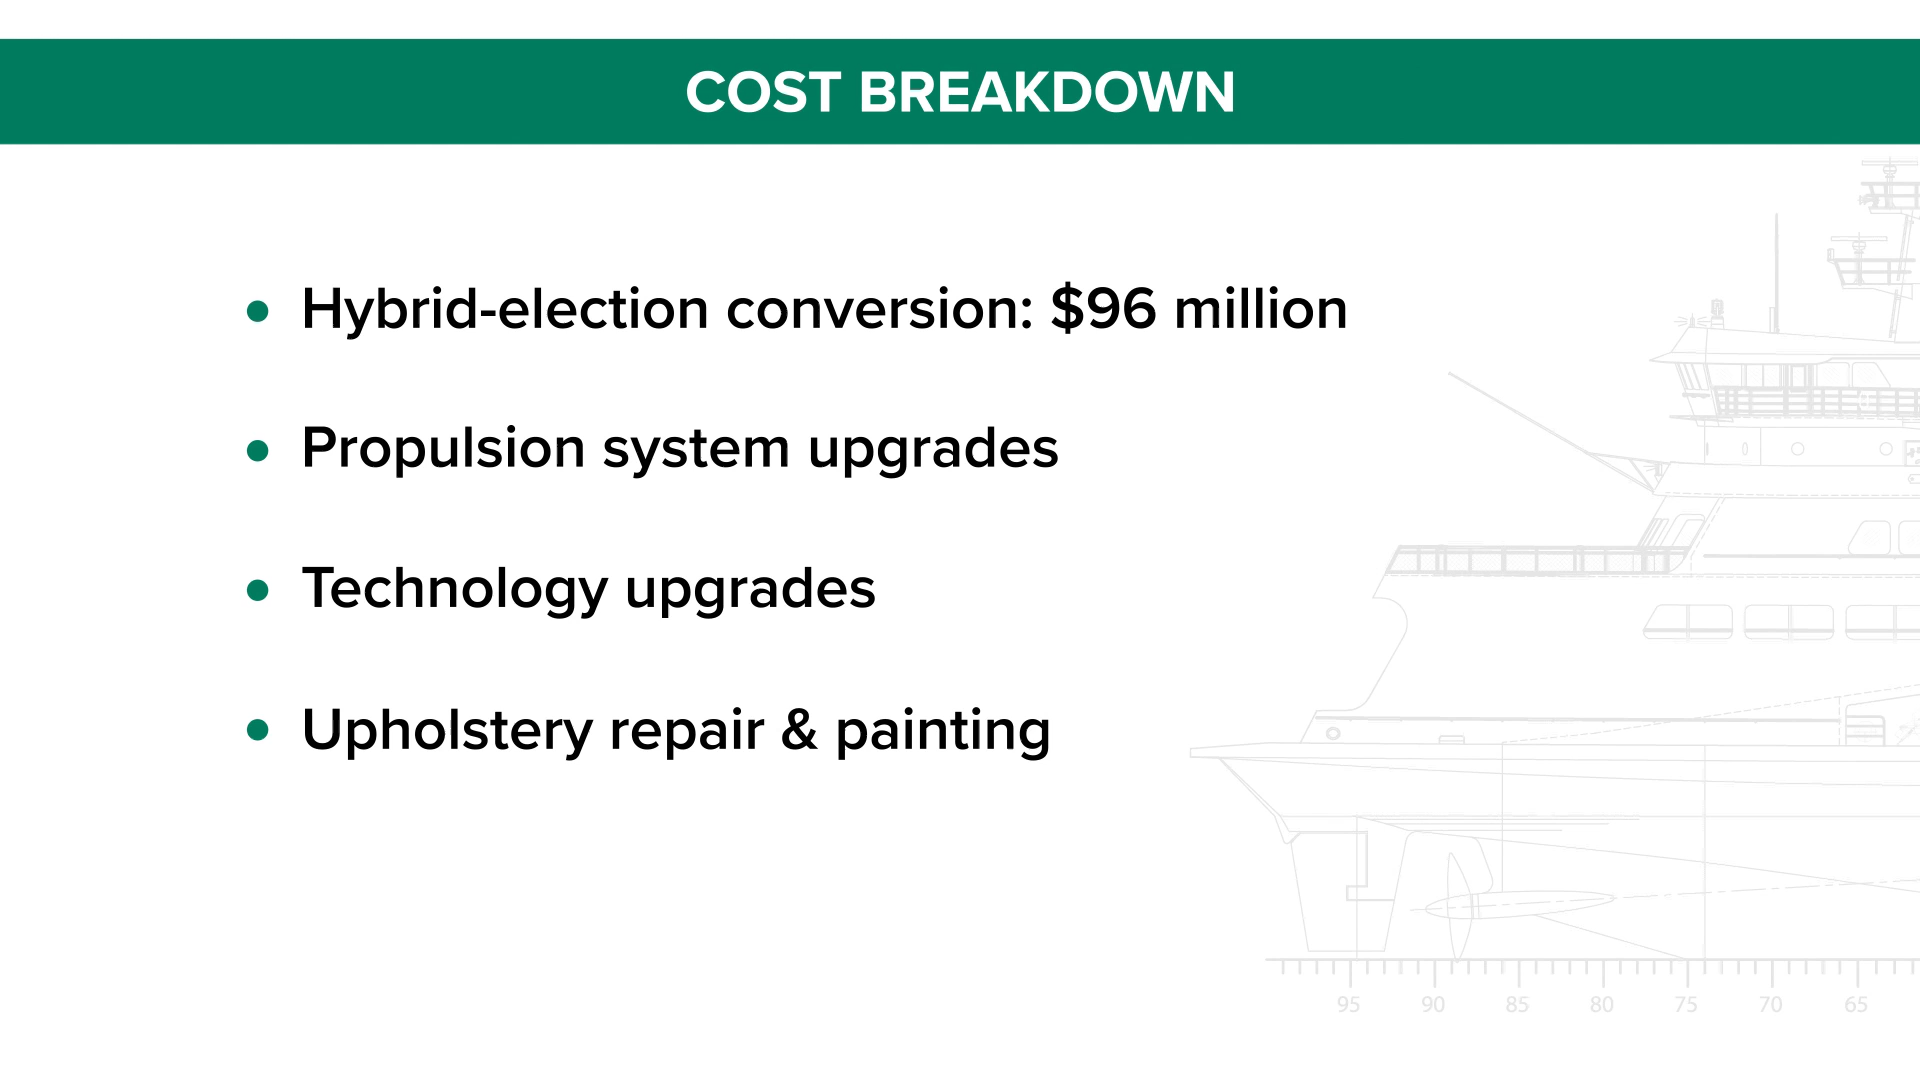 COST BREAKDOWN
• Hybrid-election conversion: $96 million
• Propulsion system upgrades
• Technology upgrades
• Upholstery repair & painting
95 90 85 80 75 70 65